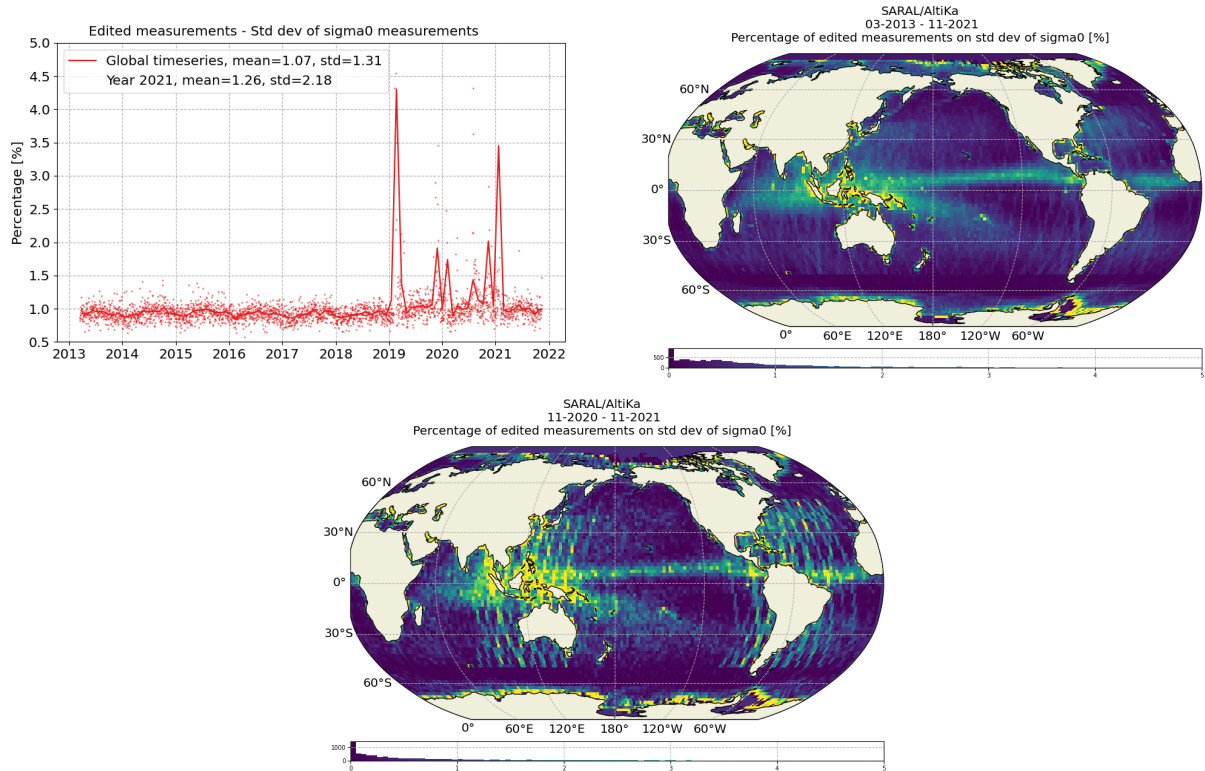 Edited measurements - Std dev of sigma0 measurements
Percentage [%]
5.0
4.5
4.0
3.5
3.0
2.5
2.0
1.5
1.0
0.5
Global timeseries, mean=1.07, std=1.31
Year 2021, mean=1.26, std=2.18
2013 2014 2015 2016 2017 2018 2019 2020 2021 2022
SARAL/AltiKa
03-2013 - 11-2021
Percentage of edited measurements on std dev of sigma0 [%]
60°N
30°N
0°
30°S
60°S
0° 60°E 120°E 180° 120°W 60°W
500
0
0 1 2 3 4 5
SARAL/AltiKa
11-2020 - 11-2021
Percentage of edited measurements on std dev of sigma0 [%]
60°N
30°N
0°
30°S
60°S
0° 60°E 120°E 180° 120°W 60°W
1000
0
0 1 2 3 4 5